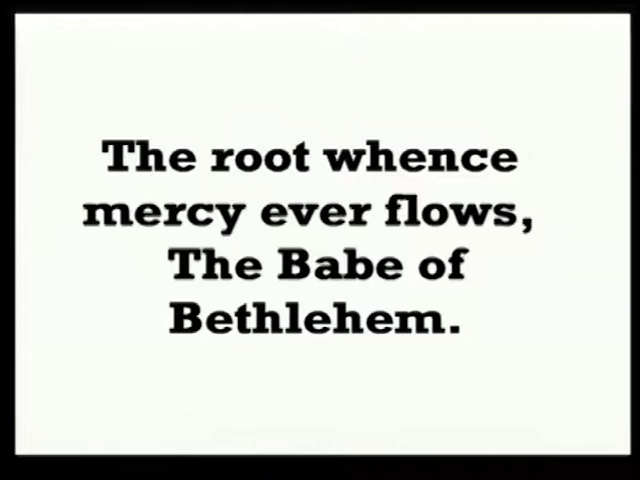 The root whence
mercy ever flows,
The Babe of
Bethlehem.